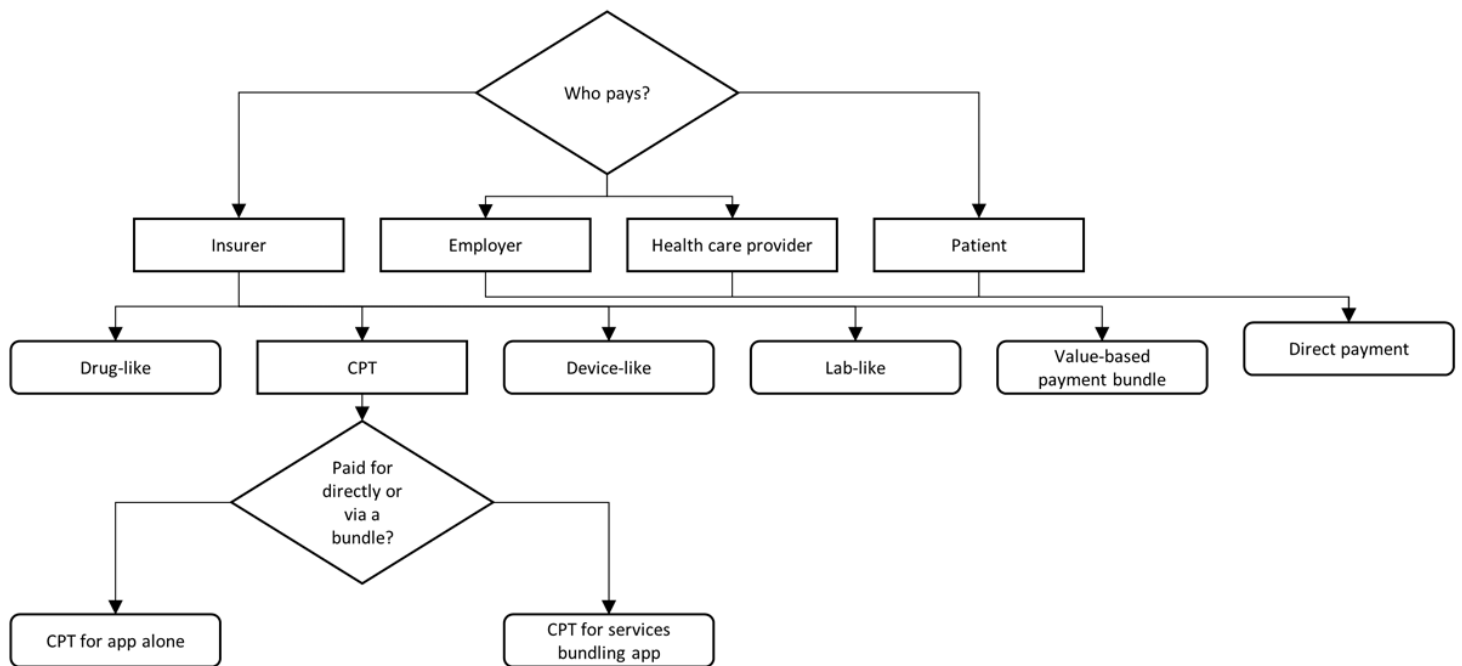 Who pays?
Insurer
Employer
Health care provider
Patient
Drug-like
CPT
Device-like
Lab-like
Value-based
payment bundle
Direct payment
Paid for
directly or
via a
bundle?
CPT for app alone
CPT for services
bundling app